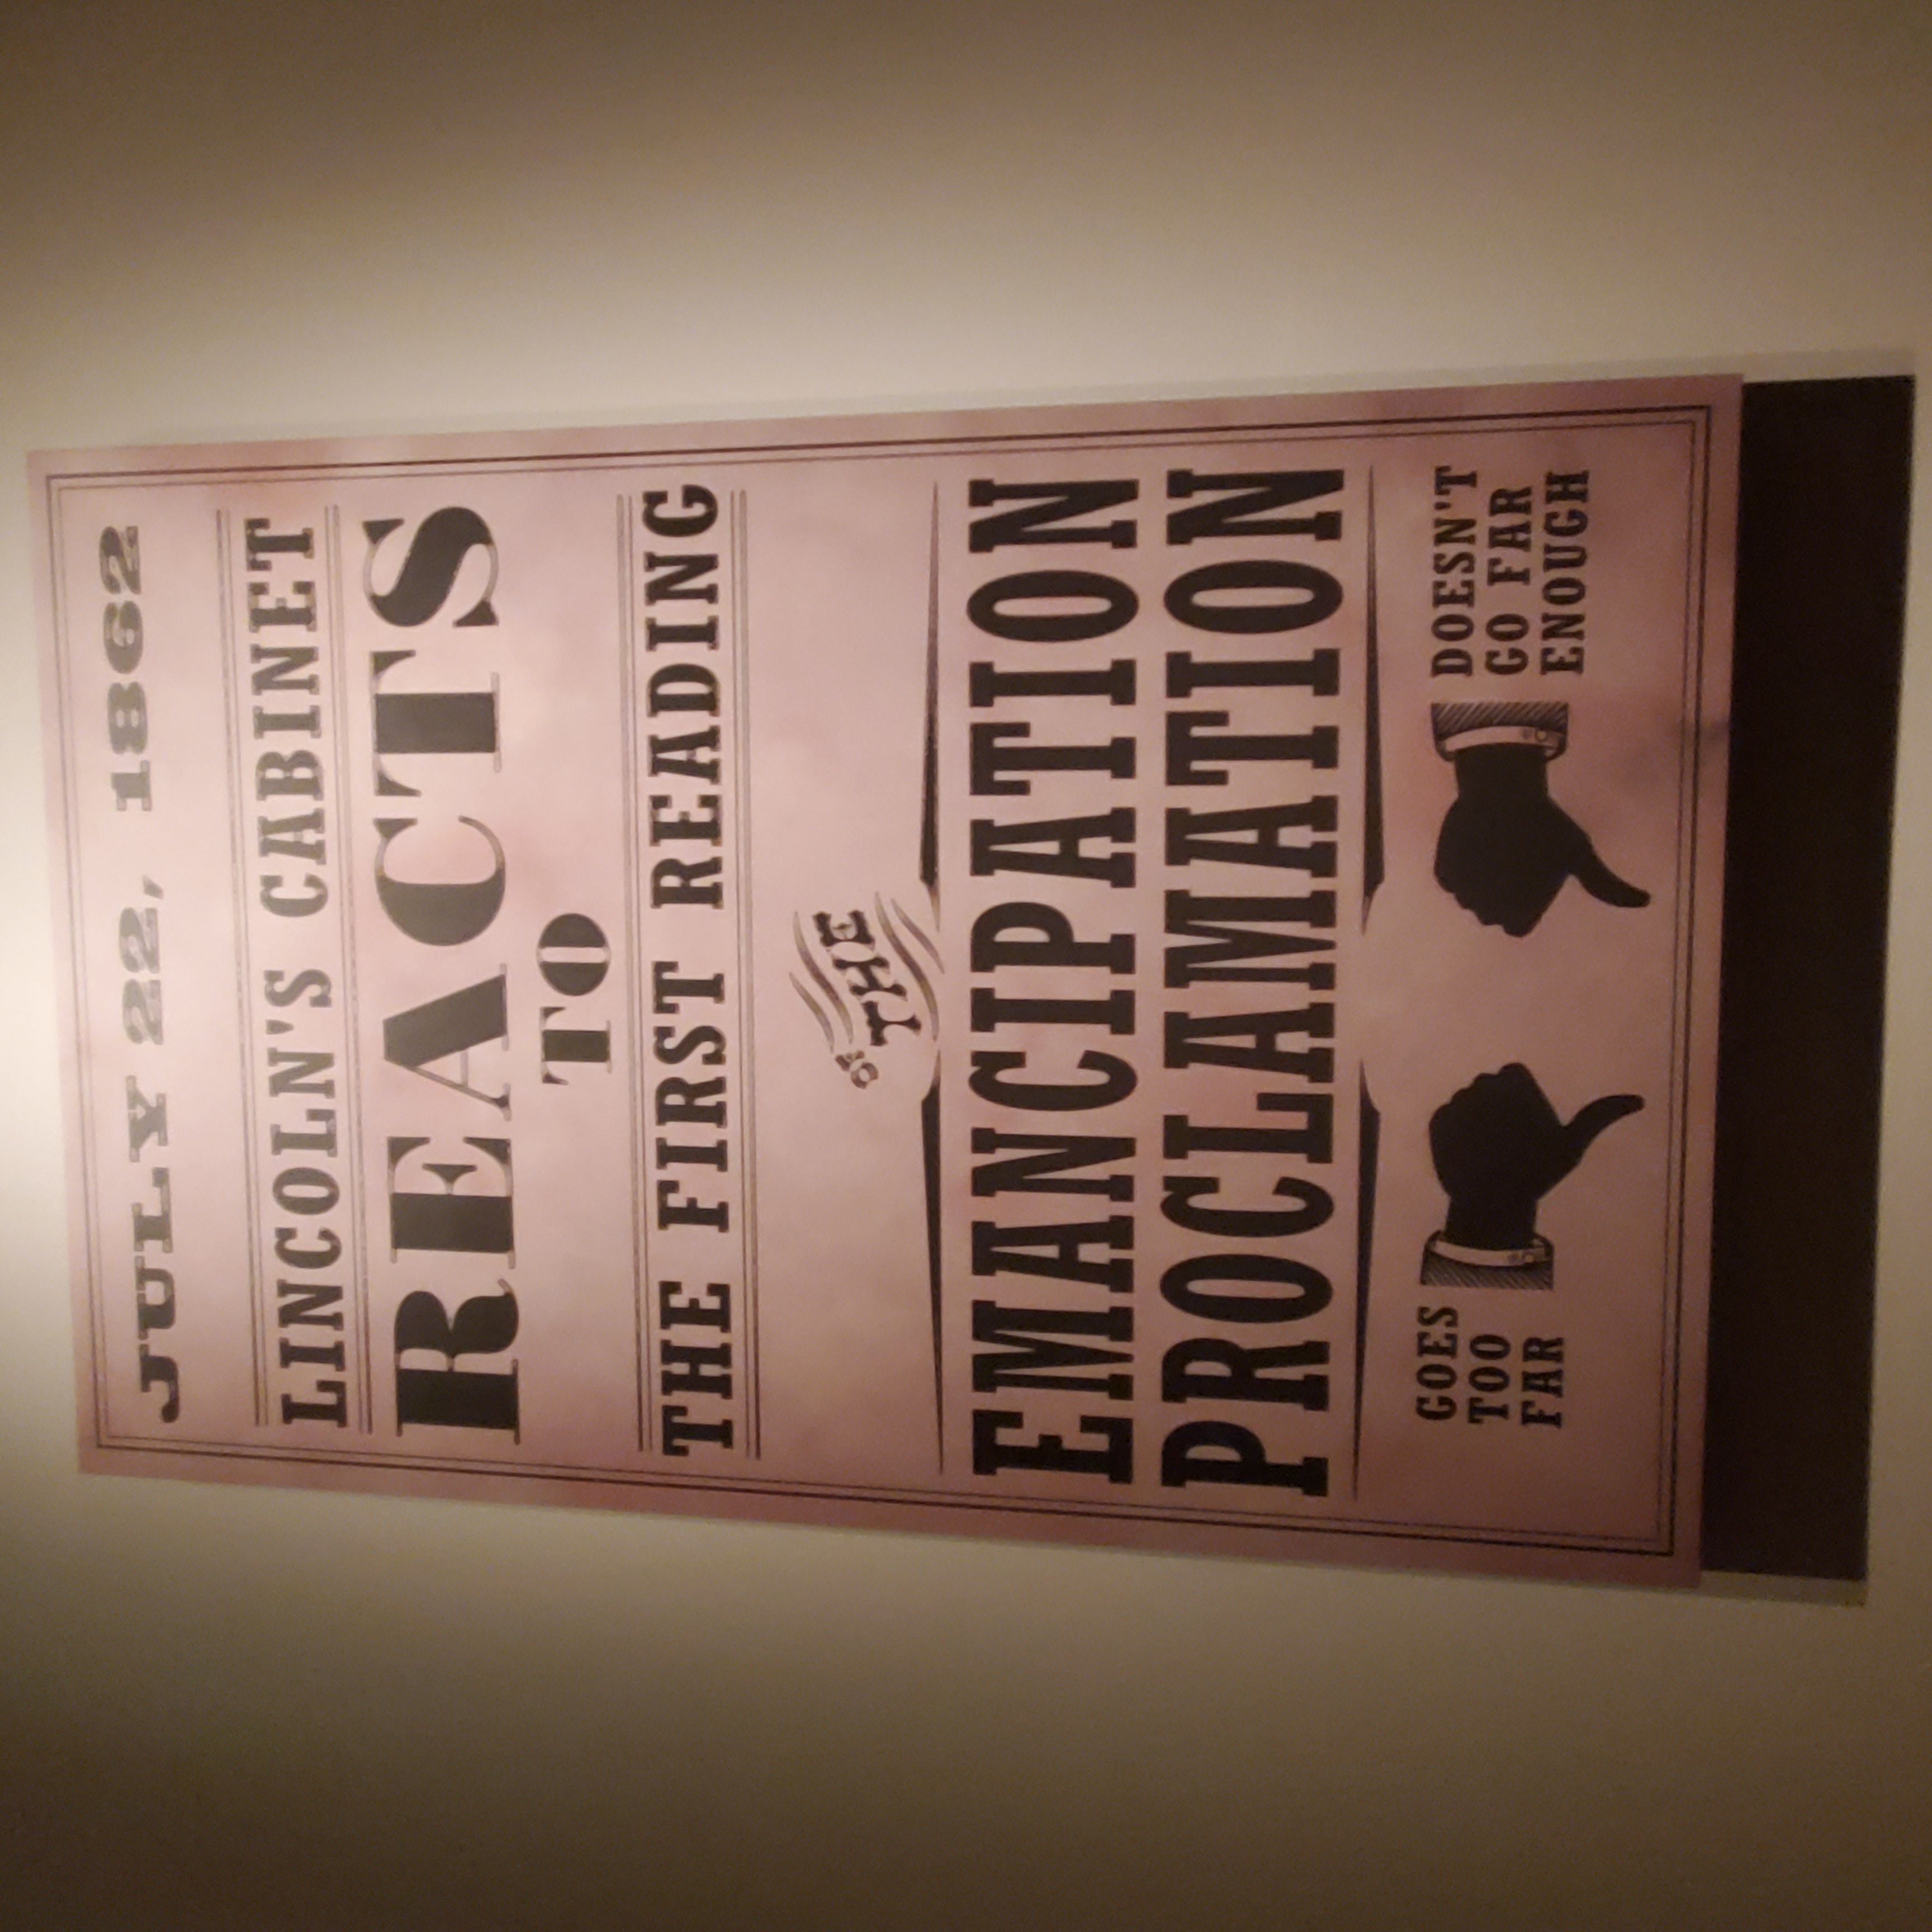 JULY 22, 1862
LINCOLN'S CABINET
REACTS
TO
THE FIRST READING
of
THE
EMANCIPATION
PROCLAMATION
GOES
TOO
FAR
DOESN'T
GO FAR
ENOUGH